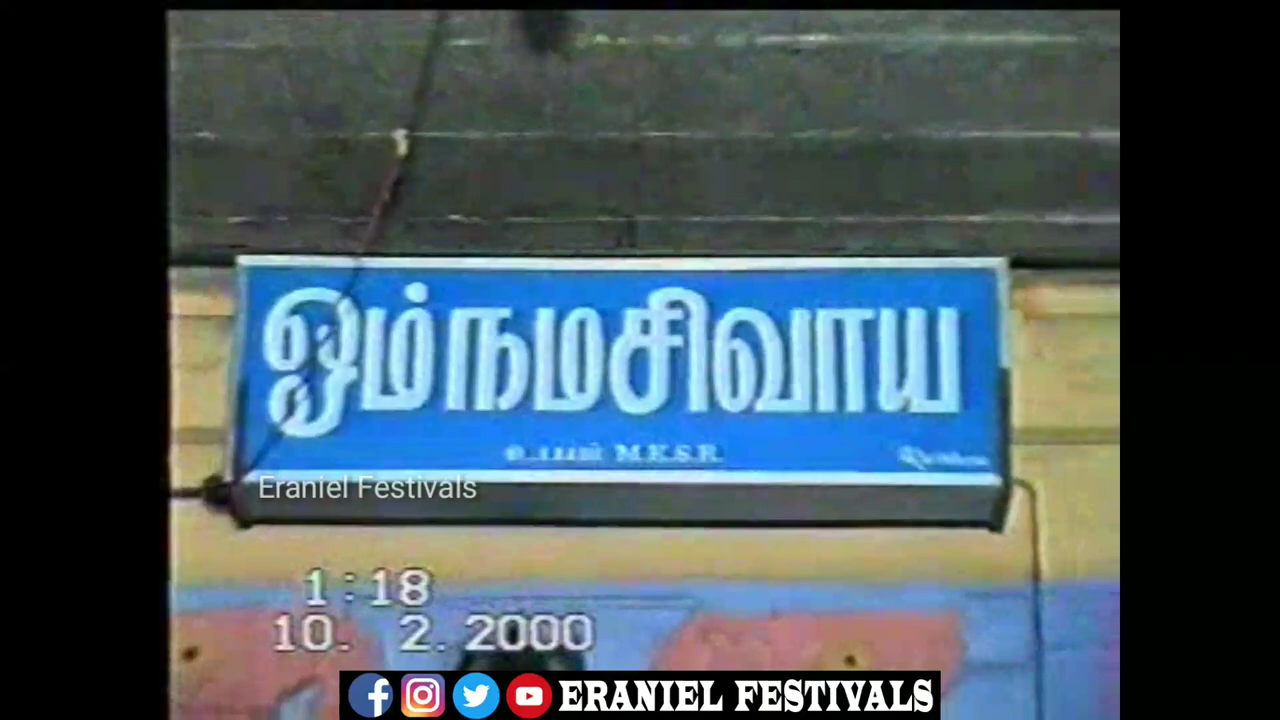 ஓம்நமசிவாய
உபயம் M.K.S.R.
Eraniel Festivals
1:18
10. 2. 2000
ERANIEL FESTIVALS